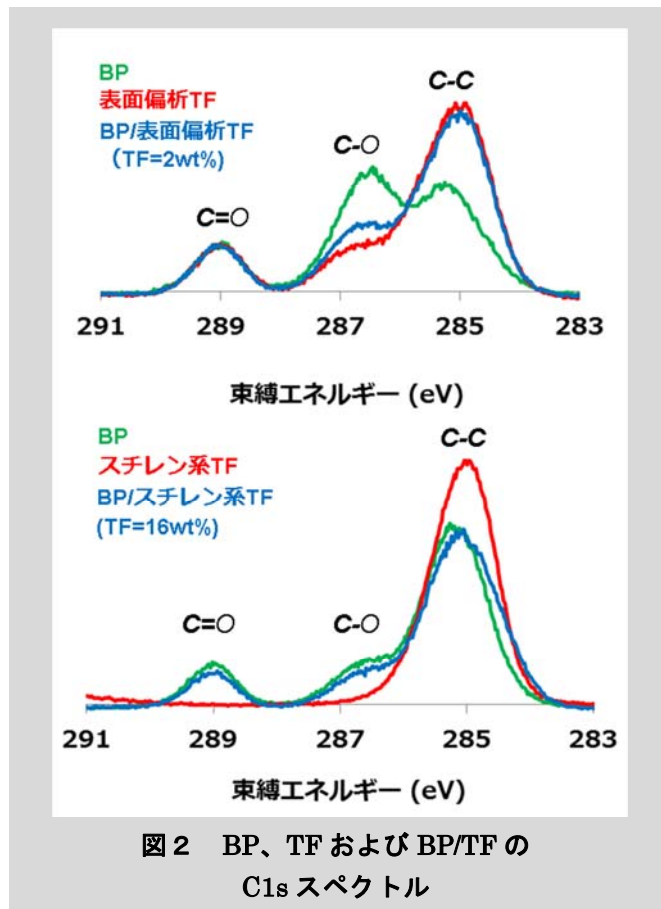 BP
表面偏析TF
BP/表面偏析TF
（TF=2wt%)
C-C
C-O
C=O
291 289 287 285 283
束縛エネルギー (eV)
BP
スチレン系TF
BP/スチレン系TF
(TF=16wt%)
C-C
C=O
C-O
291 289 287 285 283
束縛エネルギー (eV)
図２　BP、TF および BP/TF の
C1s スペクトル